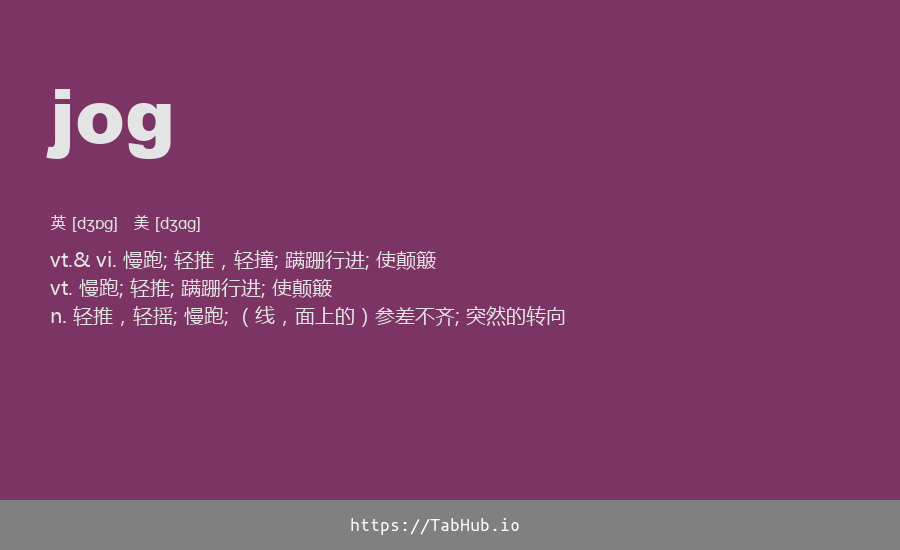 jog
英 [dʒɒg] 美 [dʒɑg]
vt.& vi. 慢跑; 轻推，轻撞; 蹒跚行进; 使颠簸
vt. 慢跑; 轻推; 蹒跚行进; 使颠簸
n. 轻推，轻摇; 慢跑; （线，面上的）参差不齐; 突然的转向
https://TabHub.io